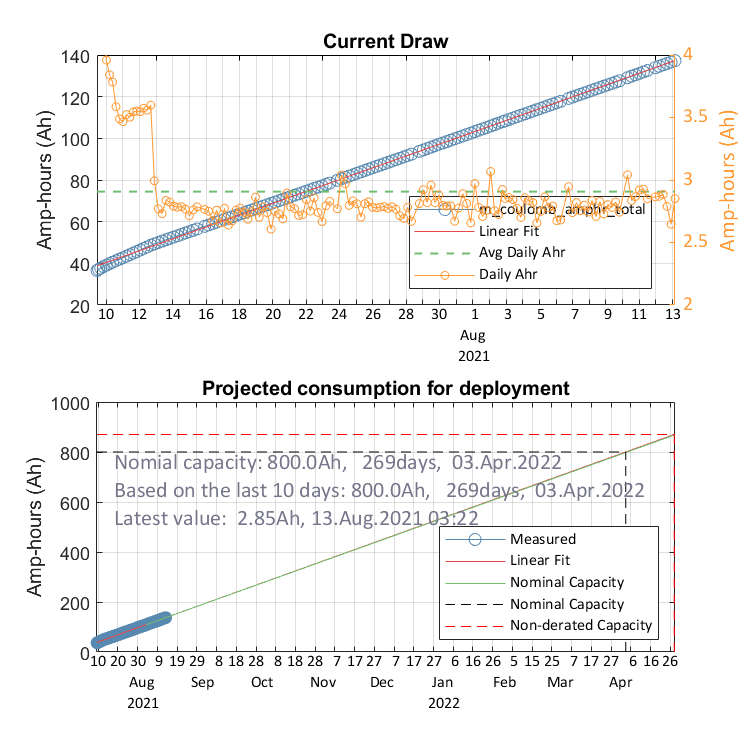 Current Draw
140
120
100
80
60
40
20
Amp-hours (Ah)
4
3.5
3
2.5
2
Amp-hours (Ah)
m_coulomb_amphr_total
Linear Fit
Avg Daily Ahr
Daily Ahr
10 12 14 16 18 20 22 24 26 28 30 1 3 5 7 9 11 13
Aug
2021
Projected consumption for deployment
1000
800
600
400
200
0
Amp-hours (Ah)
Nomial capacity: 800.0Ah, 269days, 03.Apr.2022
Based on the last 10 days: 800.0Ah, 269days, 03.Apr.2022
Latest value: 2.85Ah, 13.Aug.2021 03:22
Measured
Linear Fit
Nominal Capacity
Nominal Capacity
Non-derated Capacity
10 20 30 9 19 29 8 18 28 8 18 28 7 17 27 7 17 27 6 16 26 5 15 25 7 17 27 6 16 26
Aug Sep Oct Nov Dec Jan Feb Mar Apr
2021 2022